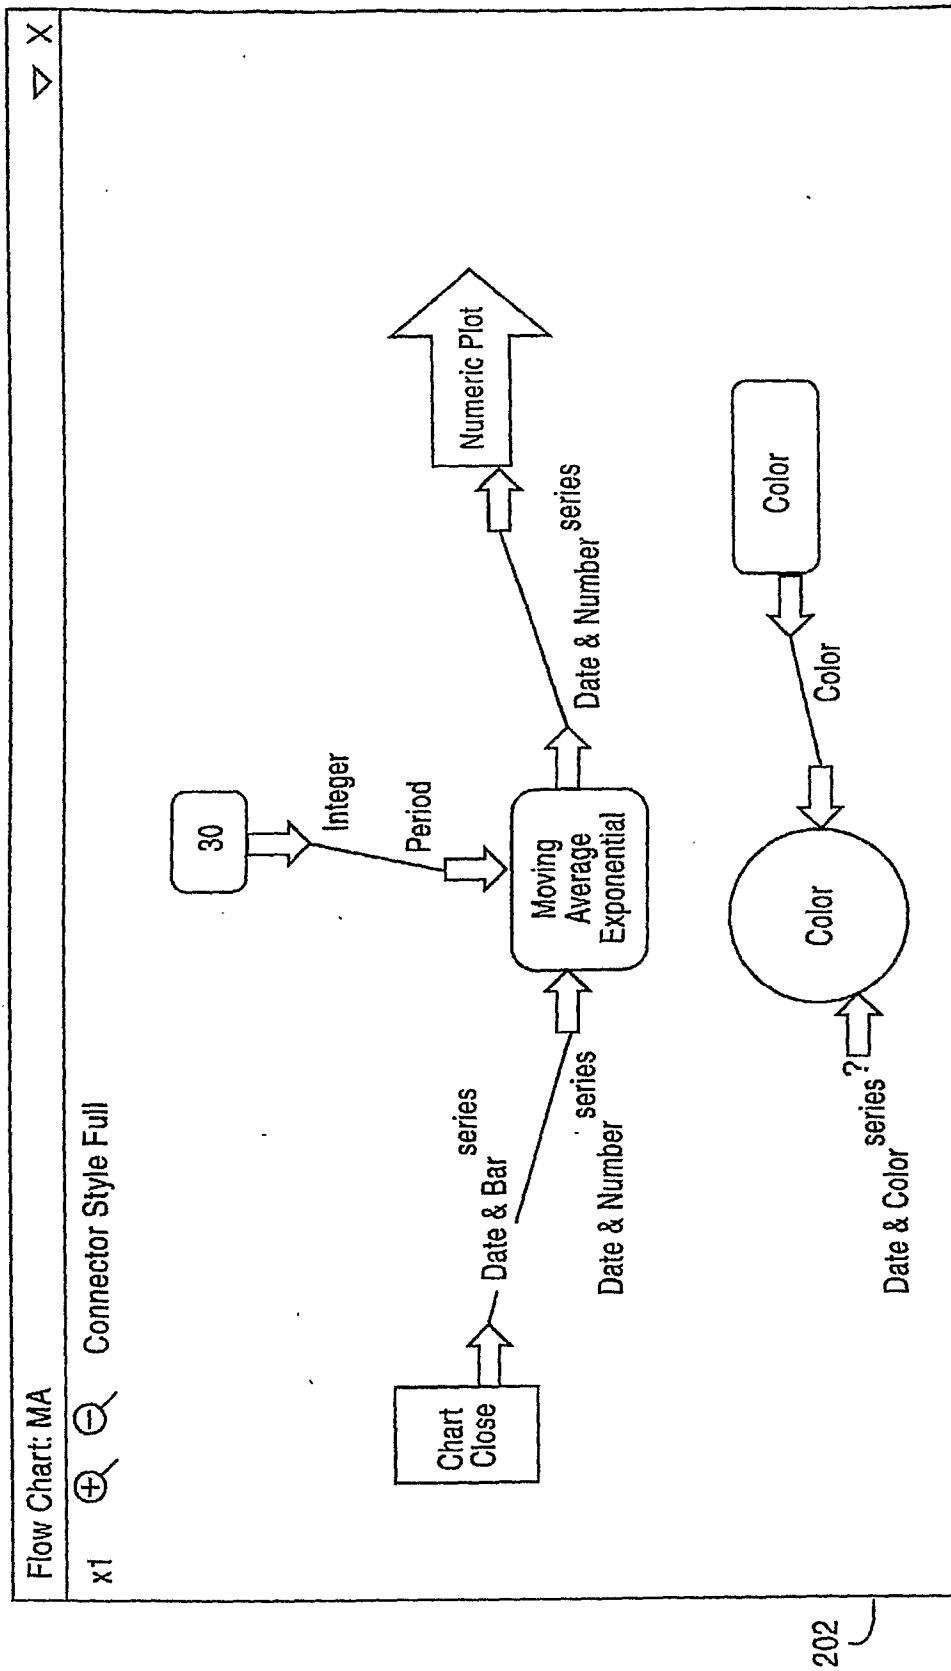 Flow Chart: MA
X
x1
Connector Style Full
30
Integer
Period
Chart
Close
Date & Bar series
Date & Number series
Moving
Average
Exponential
Date & Number series
Numeric Plot
Date & Color series ?
Color
Color
Color
202